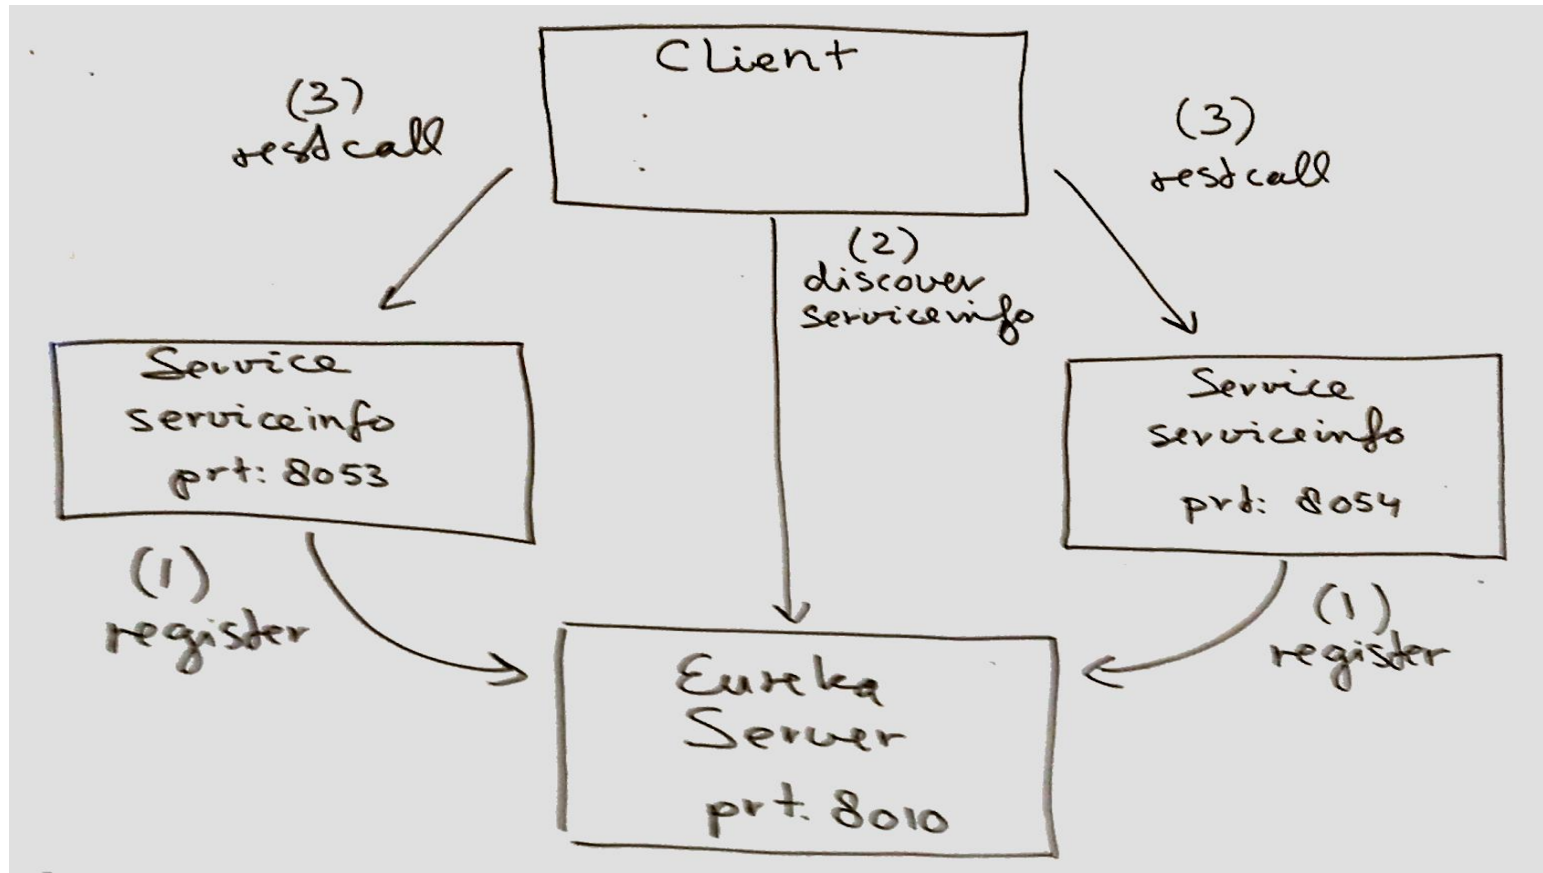 Client
(3)
restcall
(3)
restcall
(2)
discover
serviceinfo
Service
serviceinfo
prt: 8053
Service
serviceinfo
prt: 8054
(1)
register
(1)
register
Eureka
Server
prt: 8010